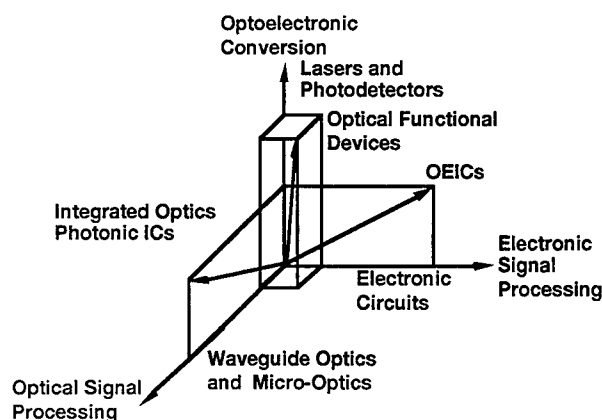 Optoelectronic
Conversion
Lasers and
Photodetectors
Optical Functional
Devices
OEICs
Integrated Optics
Photonic ICs
Electronic
Signal
Processing
Electronic
Circuits
Waveguide Optics
and Micro-Optics
Optical Signal
Processing